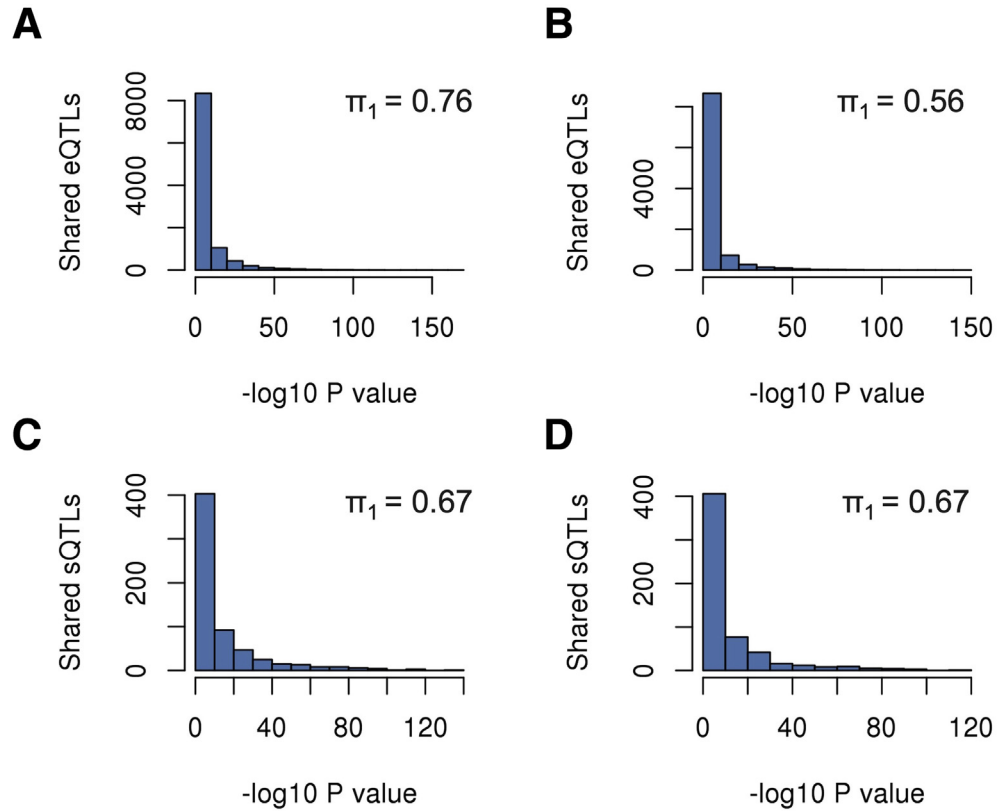 A
Shared eQTLs
8000
4000
0
π1 = 0.76
0 50 100 150
-log10 P value
B
Shared eQTLs
4000
0
π1 = 0.56
0 50 100 150
-log10 P value
C
Shared sQTLs
400
200
0
π1 = 0.67
0 40 80 120
-log10 P value
D
Shared sQTLs
400
200
0
π1 = 0.67
0 40 80 120
-log10 P value